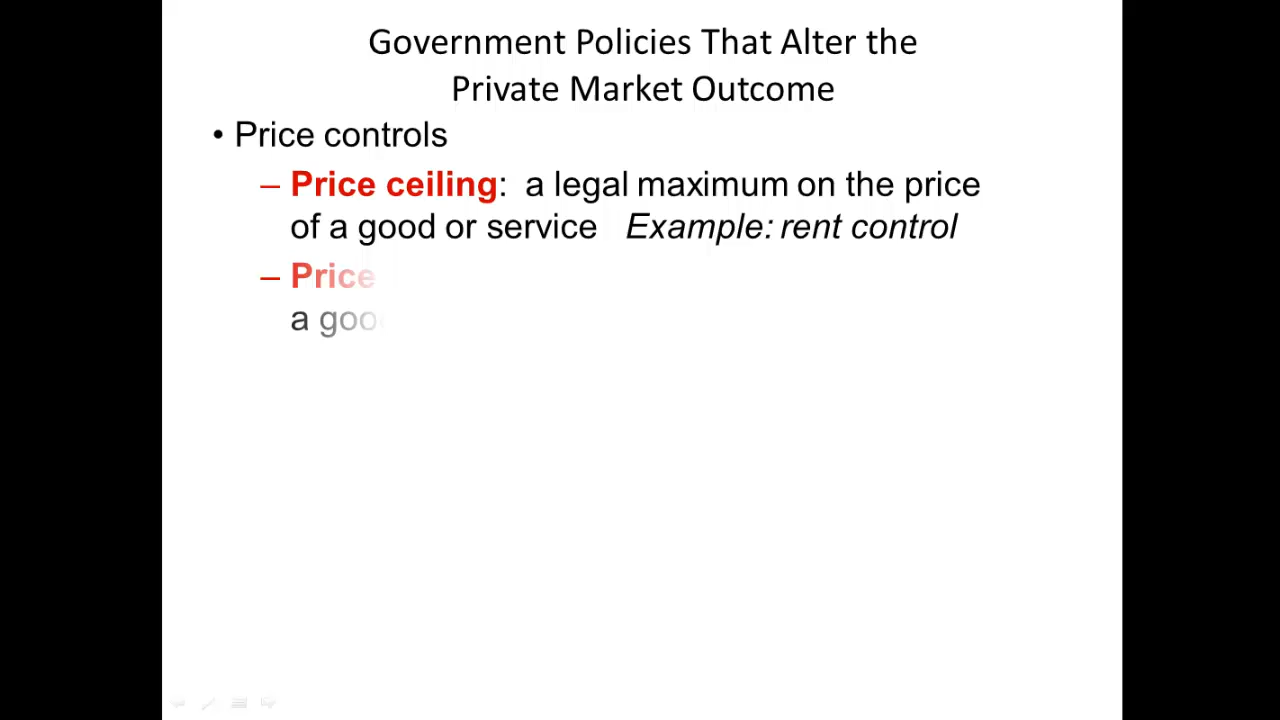 Government Policies That Alter the
Private Market Outcome
• Price controls
– Price ceiling: a legal maximum on the price
of a good or service Example: rent control
– Price
a goo